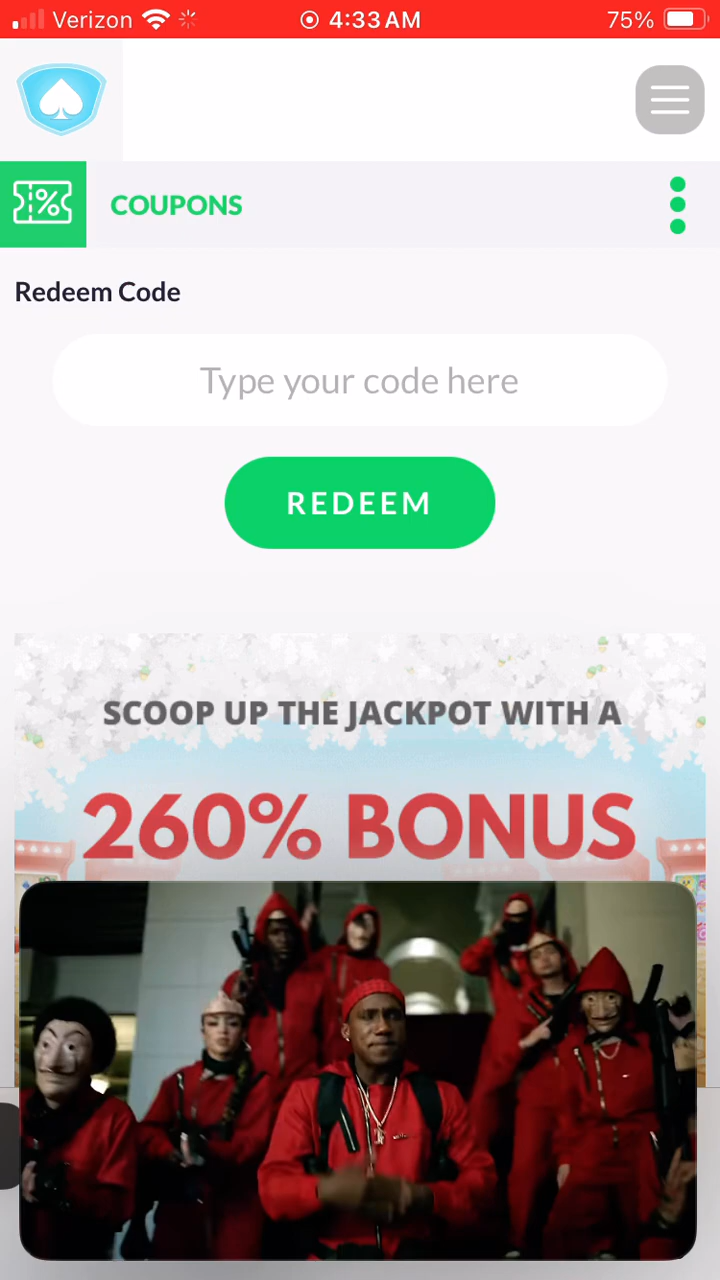 Verizon 4:33 AM 75%
COUPONS
Redeem Code
Type your code here
REDEEM
SCOOP UP THE JACKPOT WITH A
260% BONUS